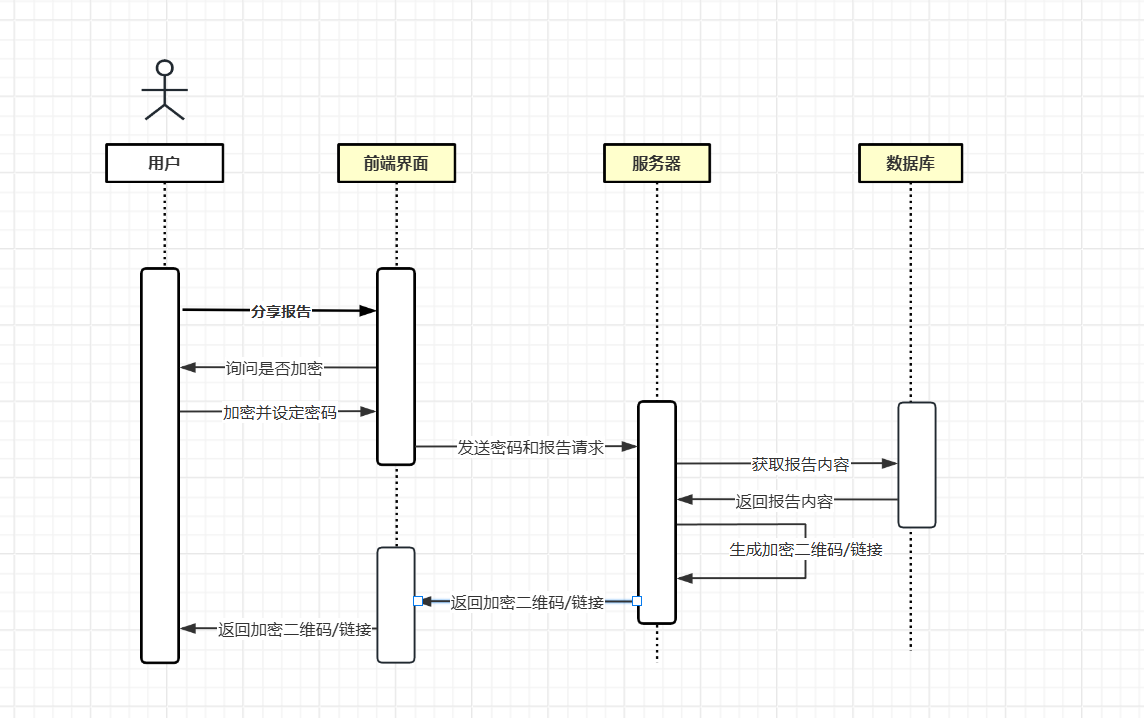 用户
前端界面
服务器
数据库
分享报告
询问是否加密
加密并设定密码
发送密码和报告请求
获取报告内容
返回报告内容
生成加密二维码/链接
返回加密二维码/链接
返回加密二维码/链接